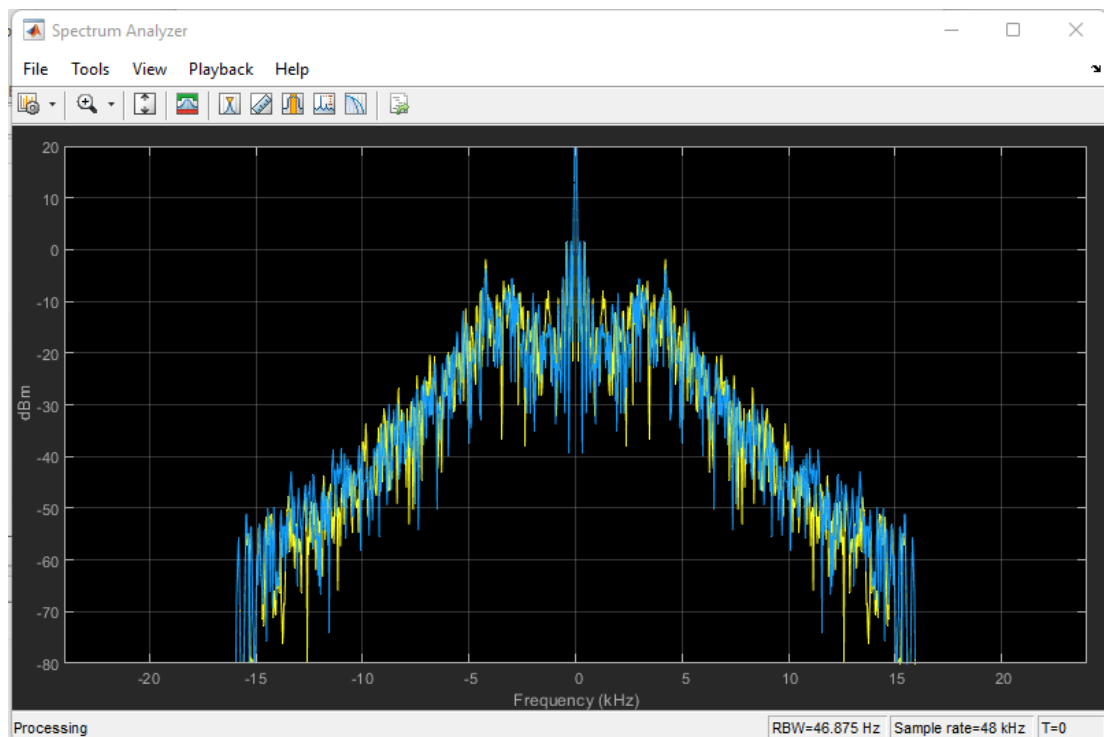 Spectrum Analyzer
File Tools View Playback Help
20
10
0
-10
-20
-30
-40
-50
-60
-70
-80
dBm
-20 -15 -10 -5 0 5 10 15 20
Frequency (kHz)
Processing RBW=46.875 Hz Sample rate=48 kHz T=0